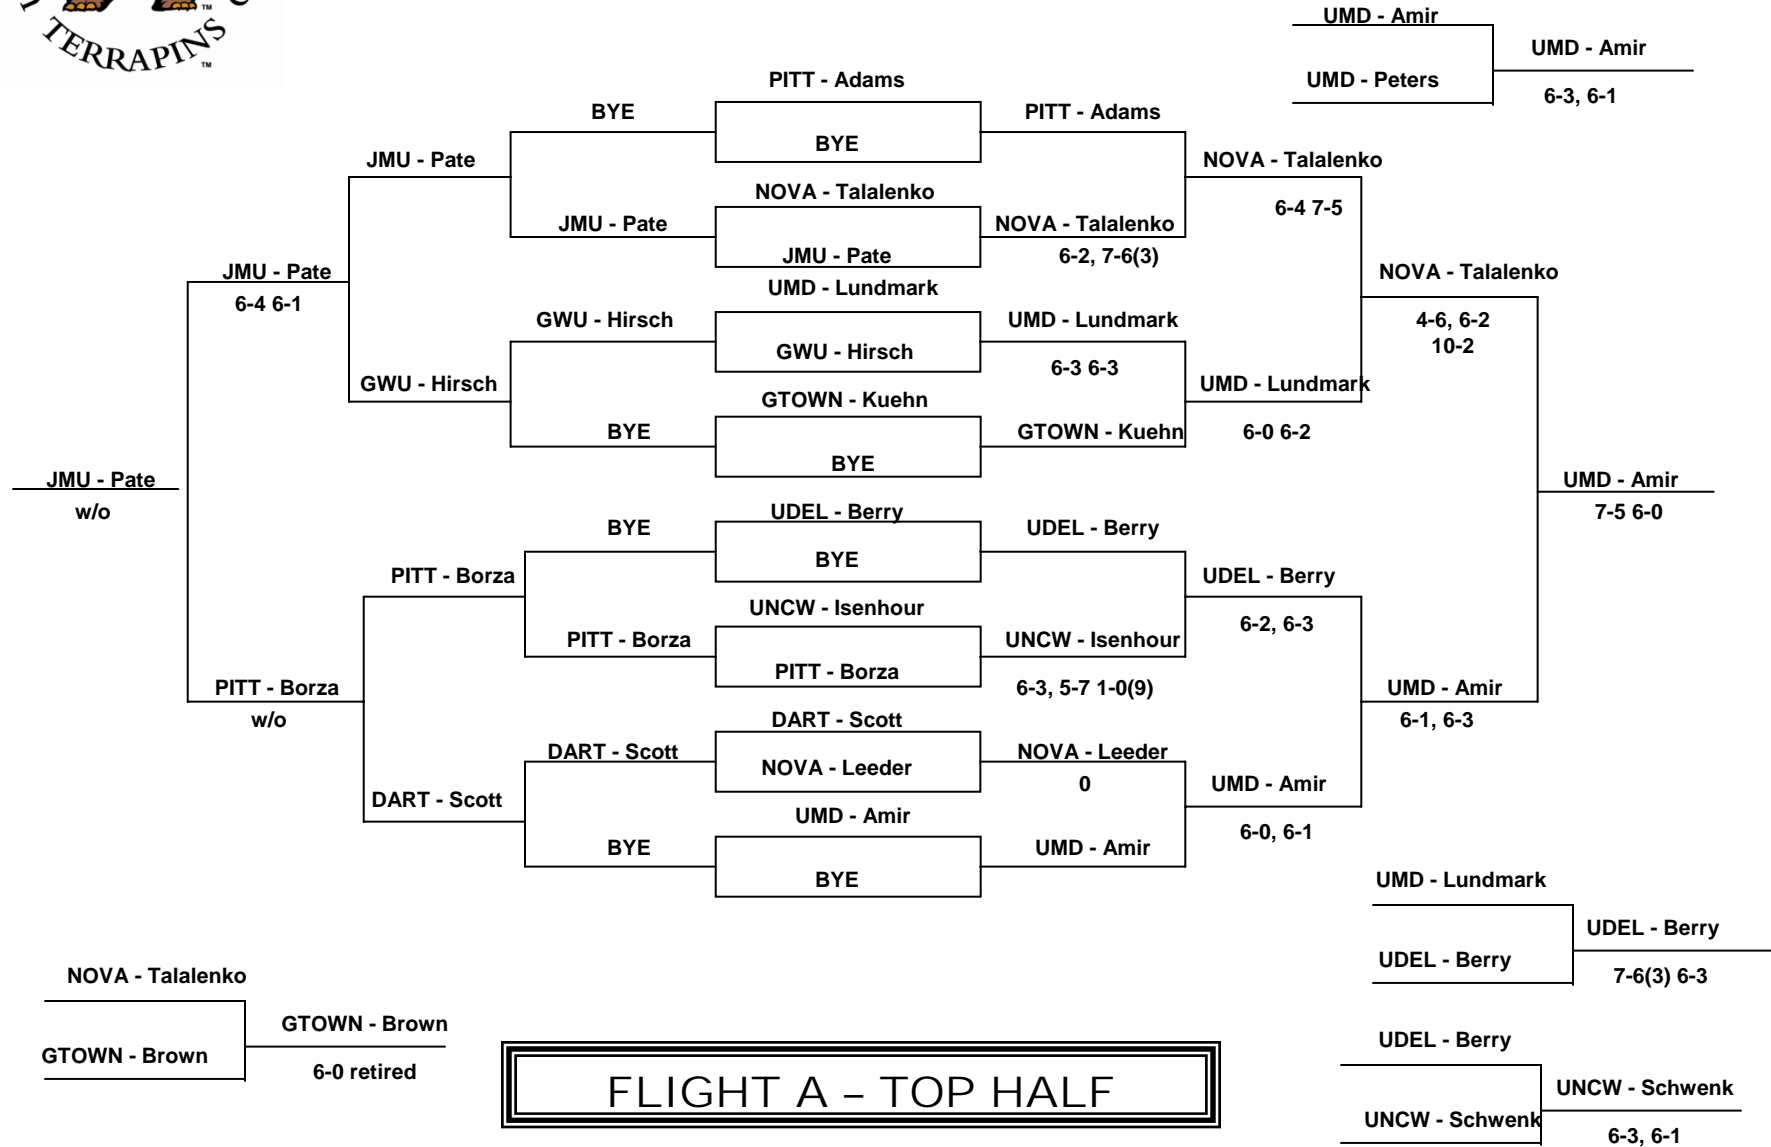 TERRAPINS
UMD - Amir
UMD - Amir
UMD - Peters
6-3, 6-1
PITT - Adams
BYE
PITT - Adams
BYE
JMU - Pate
NOVA - Talalenko
NOVA - Talalenko
6-4 7-5
JMU - Pate
NOVA - Talalenko
JMU - Pate
6-2, 7-6(3)
JMU - Pate
NOVA - Talalenko
6-4 6-1
UMD - Lundmark
GWU - Hirsch
UMD - Lundmark
4-6, 6-2
10-2
GWU - Hirsch
6-3 6-3
GWU - Hirsch
UMD - Lundmark
GTOWN - Kuehn
BYE
GTOWN - Kuehn
6-0 6-2
BYE
JMU - Pate
UMD - Amir
w/o
7-5 6-0
UDEL - Berry
BYE
UDEL - Berry
BYE
PITT - Borza
UDEL - Berry
UNCW - Isenhour
6-2, 6-3
PITT - Borza
UNCW - Isenhour
PITT - Borza
6-3, 5-7 1-0(9)
PITT - Borza
UMD - Amir
w/o
6-1, 6-3
DART - Scott
DART - Scott
NOVA - Leeder
NOVA - Leeder
0
UMD - Amir
DART - Scott
UMD - Amir
6-0, 6-1
BYE
UMD - Amir
BYE
UMD - Lundmark
UDEL - Berry
UDEL - Berry
7-6(3) 6-3
NOVA - Talalenko
GTOWN - Brown
GTOWN - Brown
6-0 retired
UDEL - Berry
UNCW - Schwenk
UNCW - Schwenk
6-3, 6-1
FLIGHT A – TOP HALF